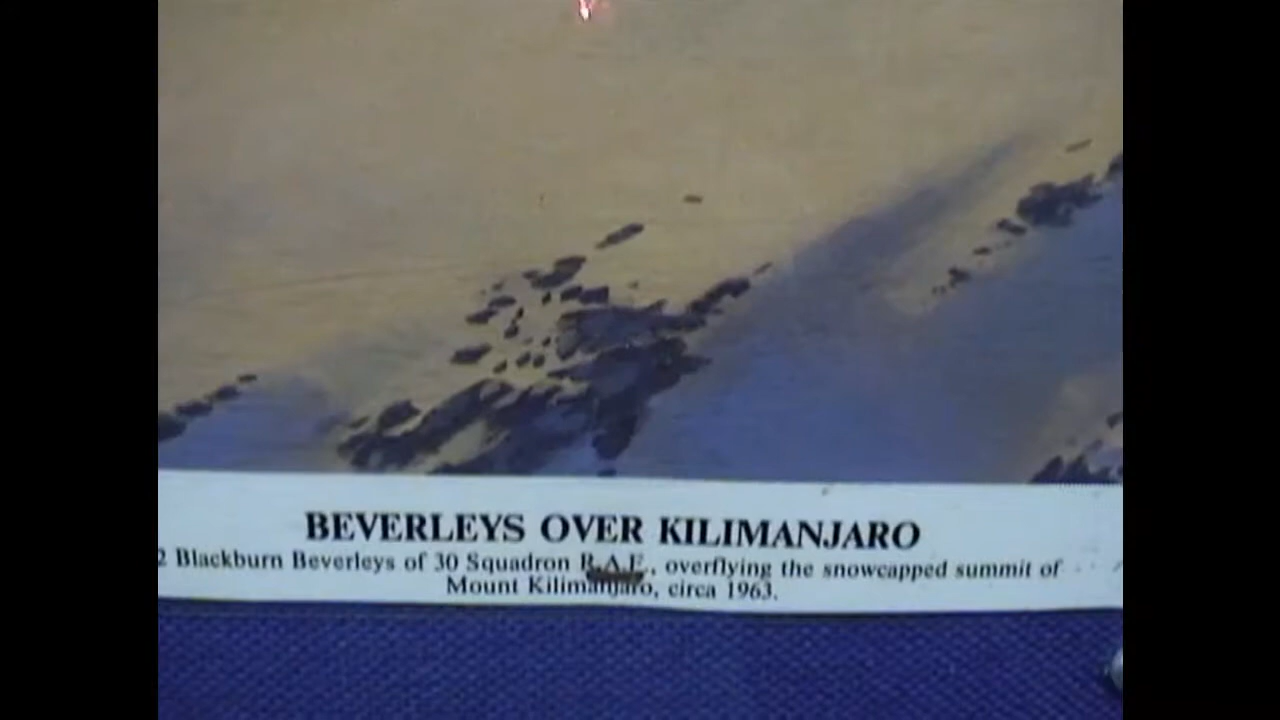 BEVERLEYS OVER KILIMANJARO
2 Blackburn Beverleys of 30 Squadron R.A.F., overflying the snowcapped summit of
Mount Kilimanjaro, circa 1963.